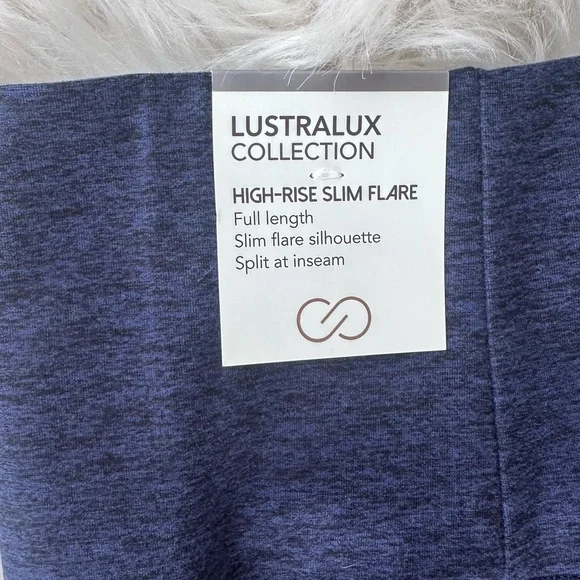 LUSTRALUX
COLLECTION
HIGH-RISE SLIM FLARE
Full length
Slim flare silhouette
Split at inseam